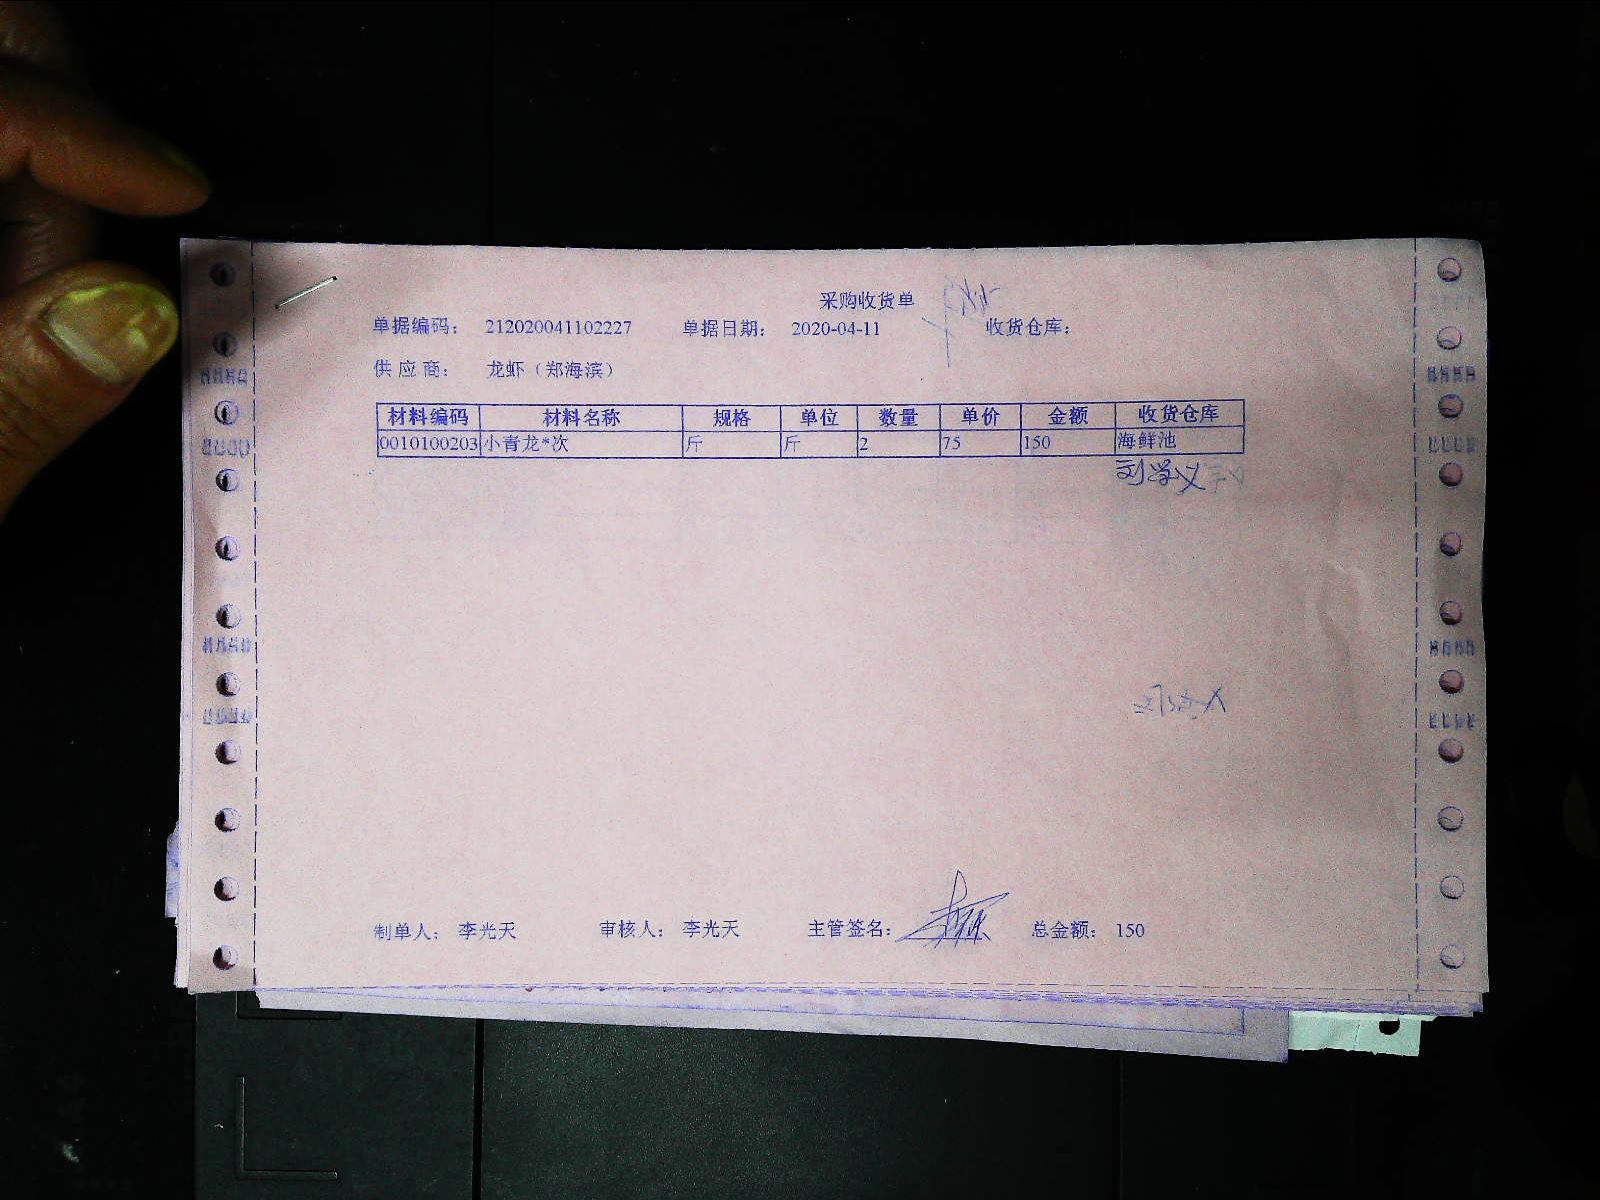 采购收货单
单据编码： 212020041102227 单据日期： 2020-04-11 收货仓库：
供应商： 龙虾（郑海滨）
材料编码 材料名称 规格 单位 数量 单价 金额 收货仓库
0010100203 小青龙*次 斤 斤 2 75 150 海鲜池
刘学义
制单人： 李光天 审核人： 李光天 主管签名： 总金额： 150